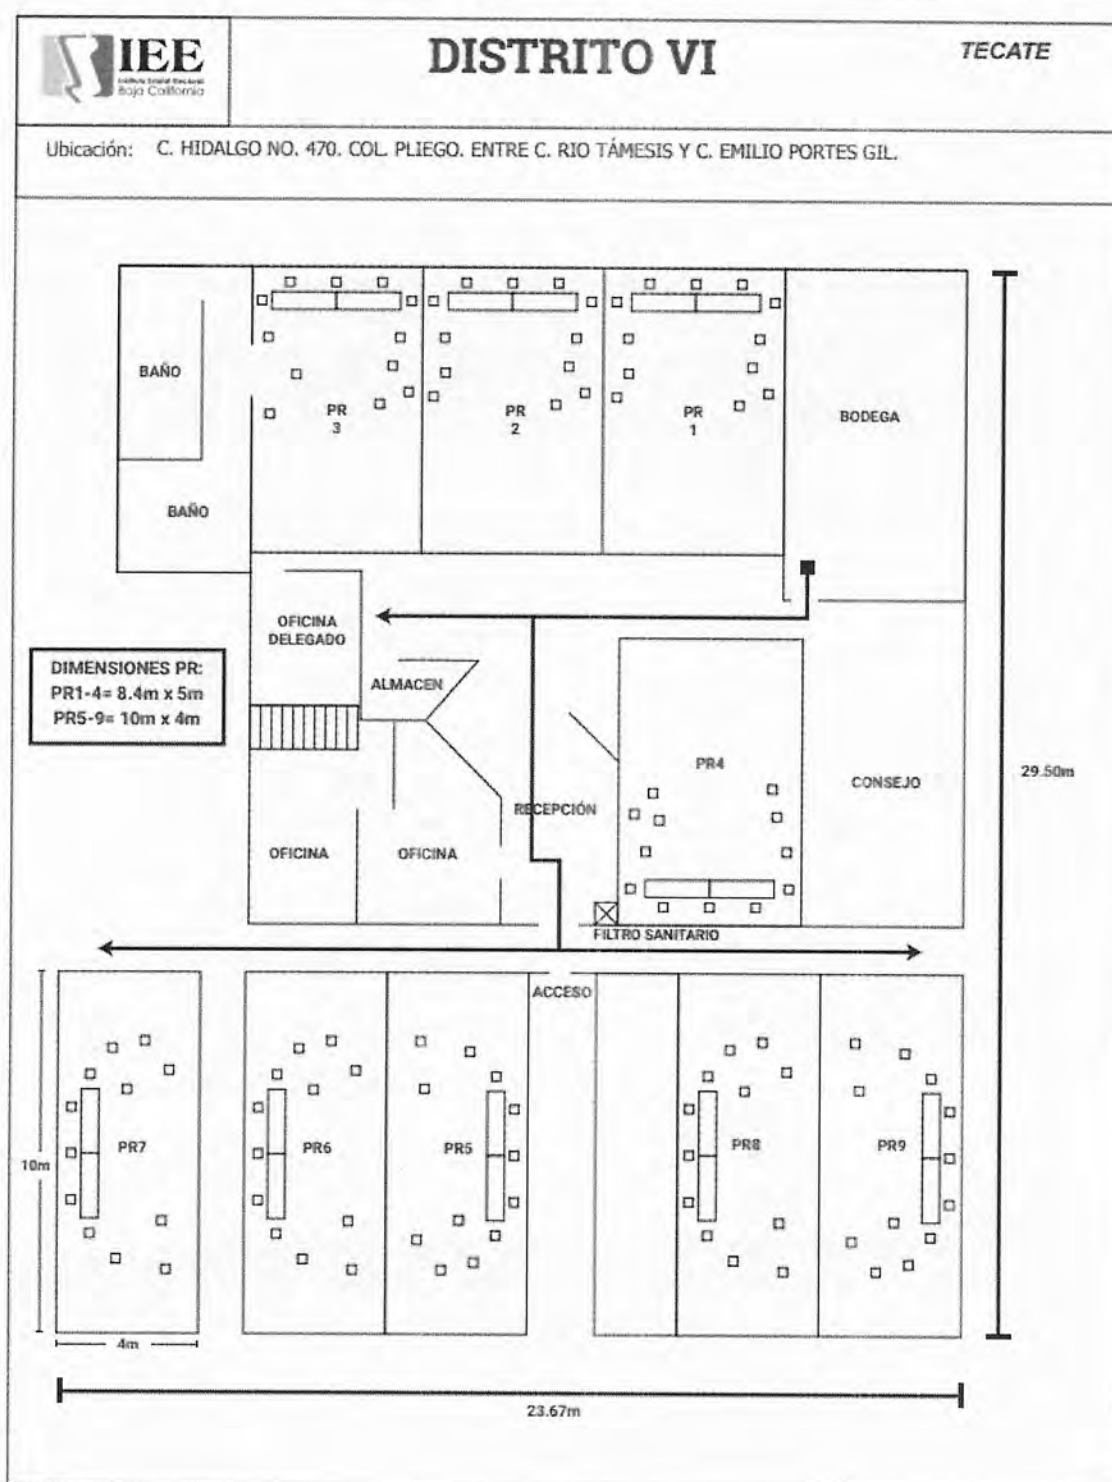 IEE
Instituto Estatal Electoral
Baja California
DISTRITO VI
TECATE
Ubicación: C. HIDALGO NO. 470. COL. PLIEGO. ENTRE C. RIO TÁMESIS Y C. EMILIO PORTES GIL.
BAÑO
PR
3
PR
2
PR
1
BODEGA
BAÑO
OFICINA
DELEGADO
DIMENSIONES PR:
PR1-4= 8.4m x 5m
PR5-9= 10m x 4m
ALMACEN
PR4
29.50m
CONSEJO
RECEPCIÓN
OFICINA
OFICINA
FILTRO SANITARIO
ACCESO
PR7
PR6
PR5
PR8
PR9
10m
4m
23.67m